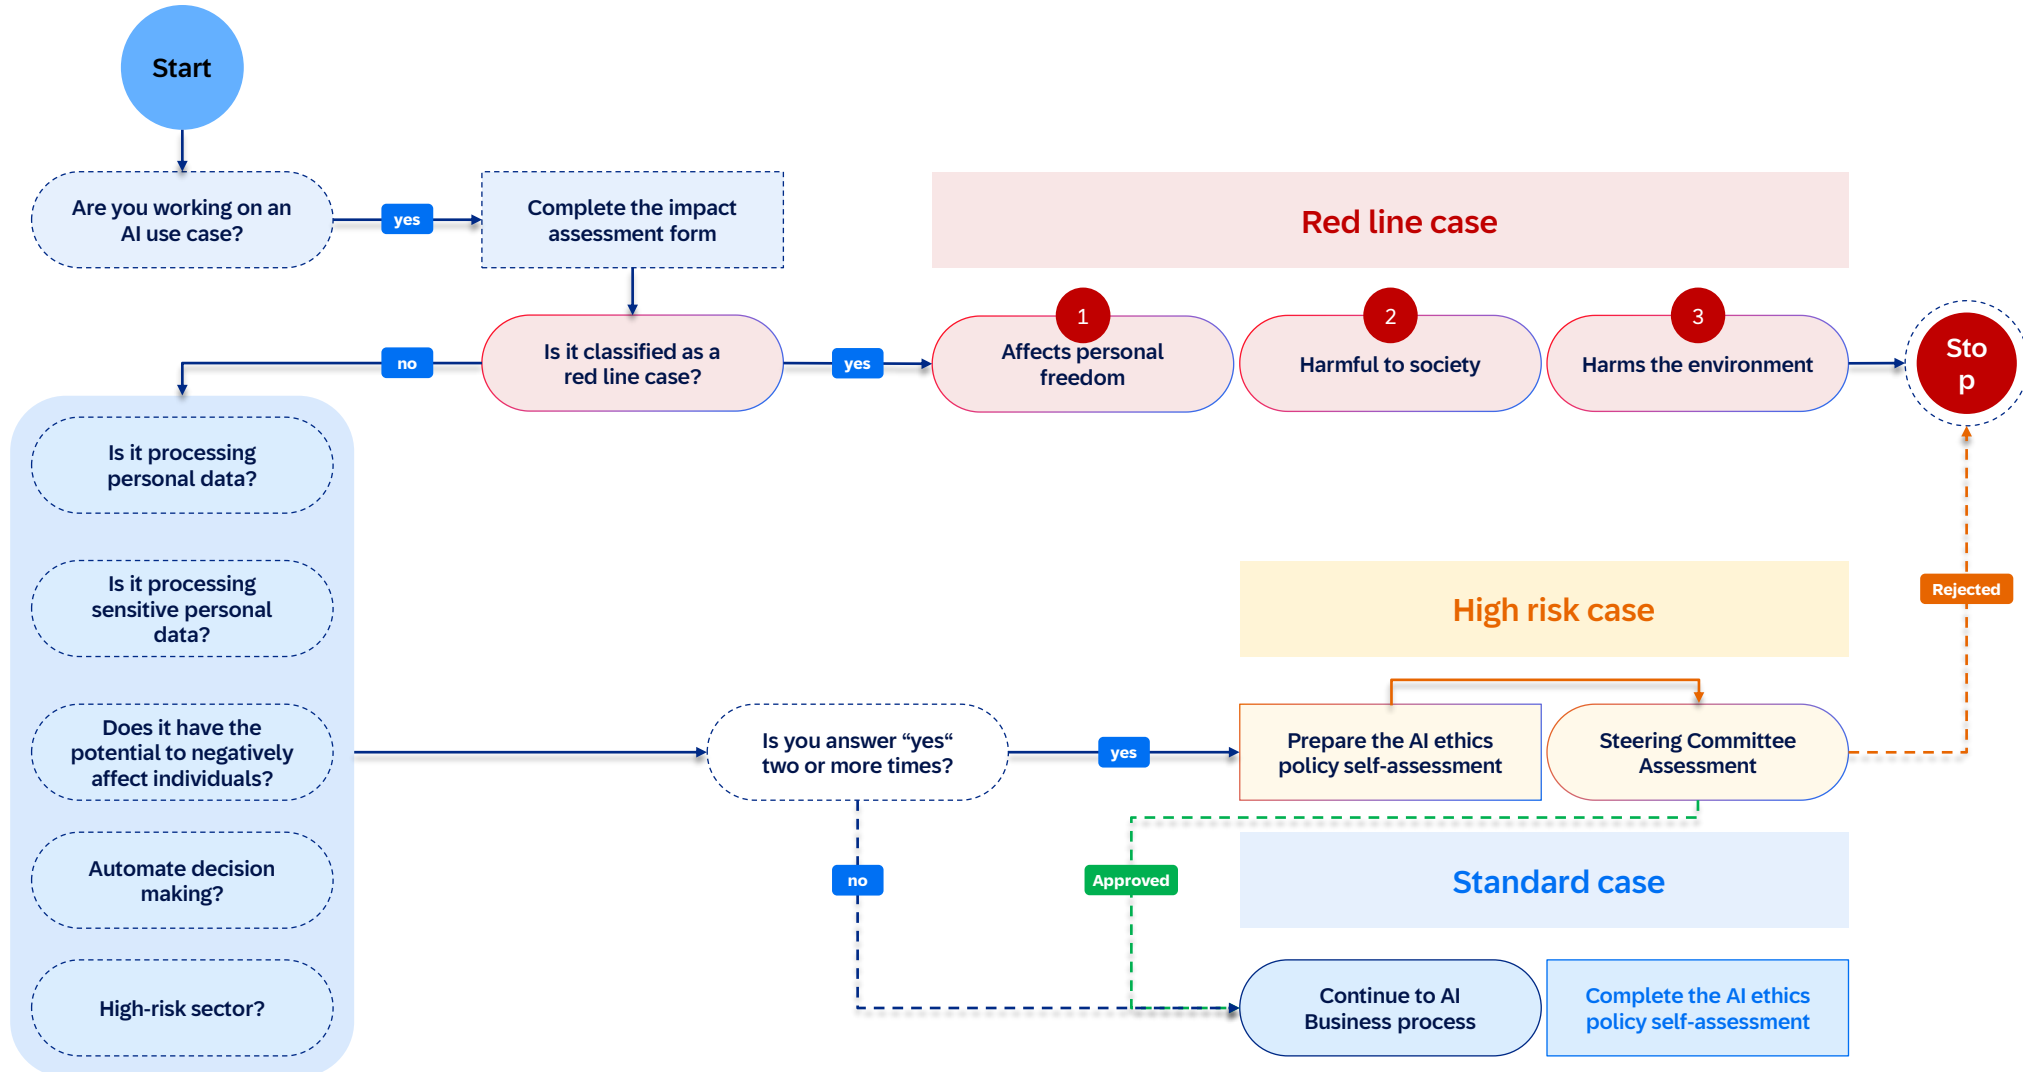 Start
Are you working on an
AI use case?
yes
Complete the impact
assessment form
Red line case
no
Is it classified as a
red line case?
yes
1
Affects personal
freedom
2
Harmful to society
3
Harms the environment
Sto
p
Is it processing
personal data?
Is it processing
sensitive personal
data?
High risk case
Rejected
Does it have the
potential to negatively
affect individuals?
Is you answer “yes“
two or more times?
yes
Prepare the AI ethics
policy self-assessment
Steering Committee
Assessment
Automate decision
making?
no
Approved
Standard case
High-risk sector?
Continue to AI
Business process
Complete the AI ethics
policy self-assessment